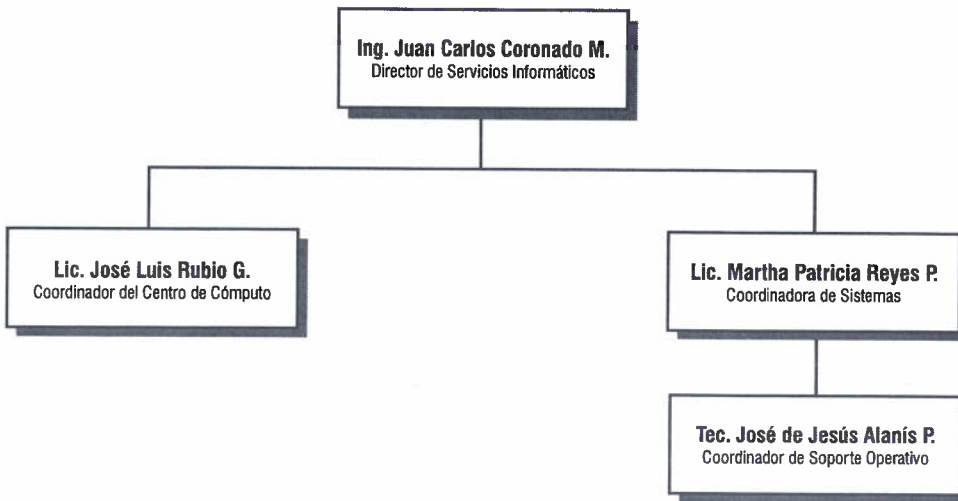 Ing. Juan Carlos Coronado M.
Director de Servicios Informáticos
Lic. José Luis Rubio G.
Coordinador del Centro de Cómputo
Lic. Martha Patricia Reyes P.
Coordinadora de Sistemas
Tec. José de Jesús Alanís P.
Coordinador de Soporte Operativo